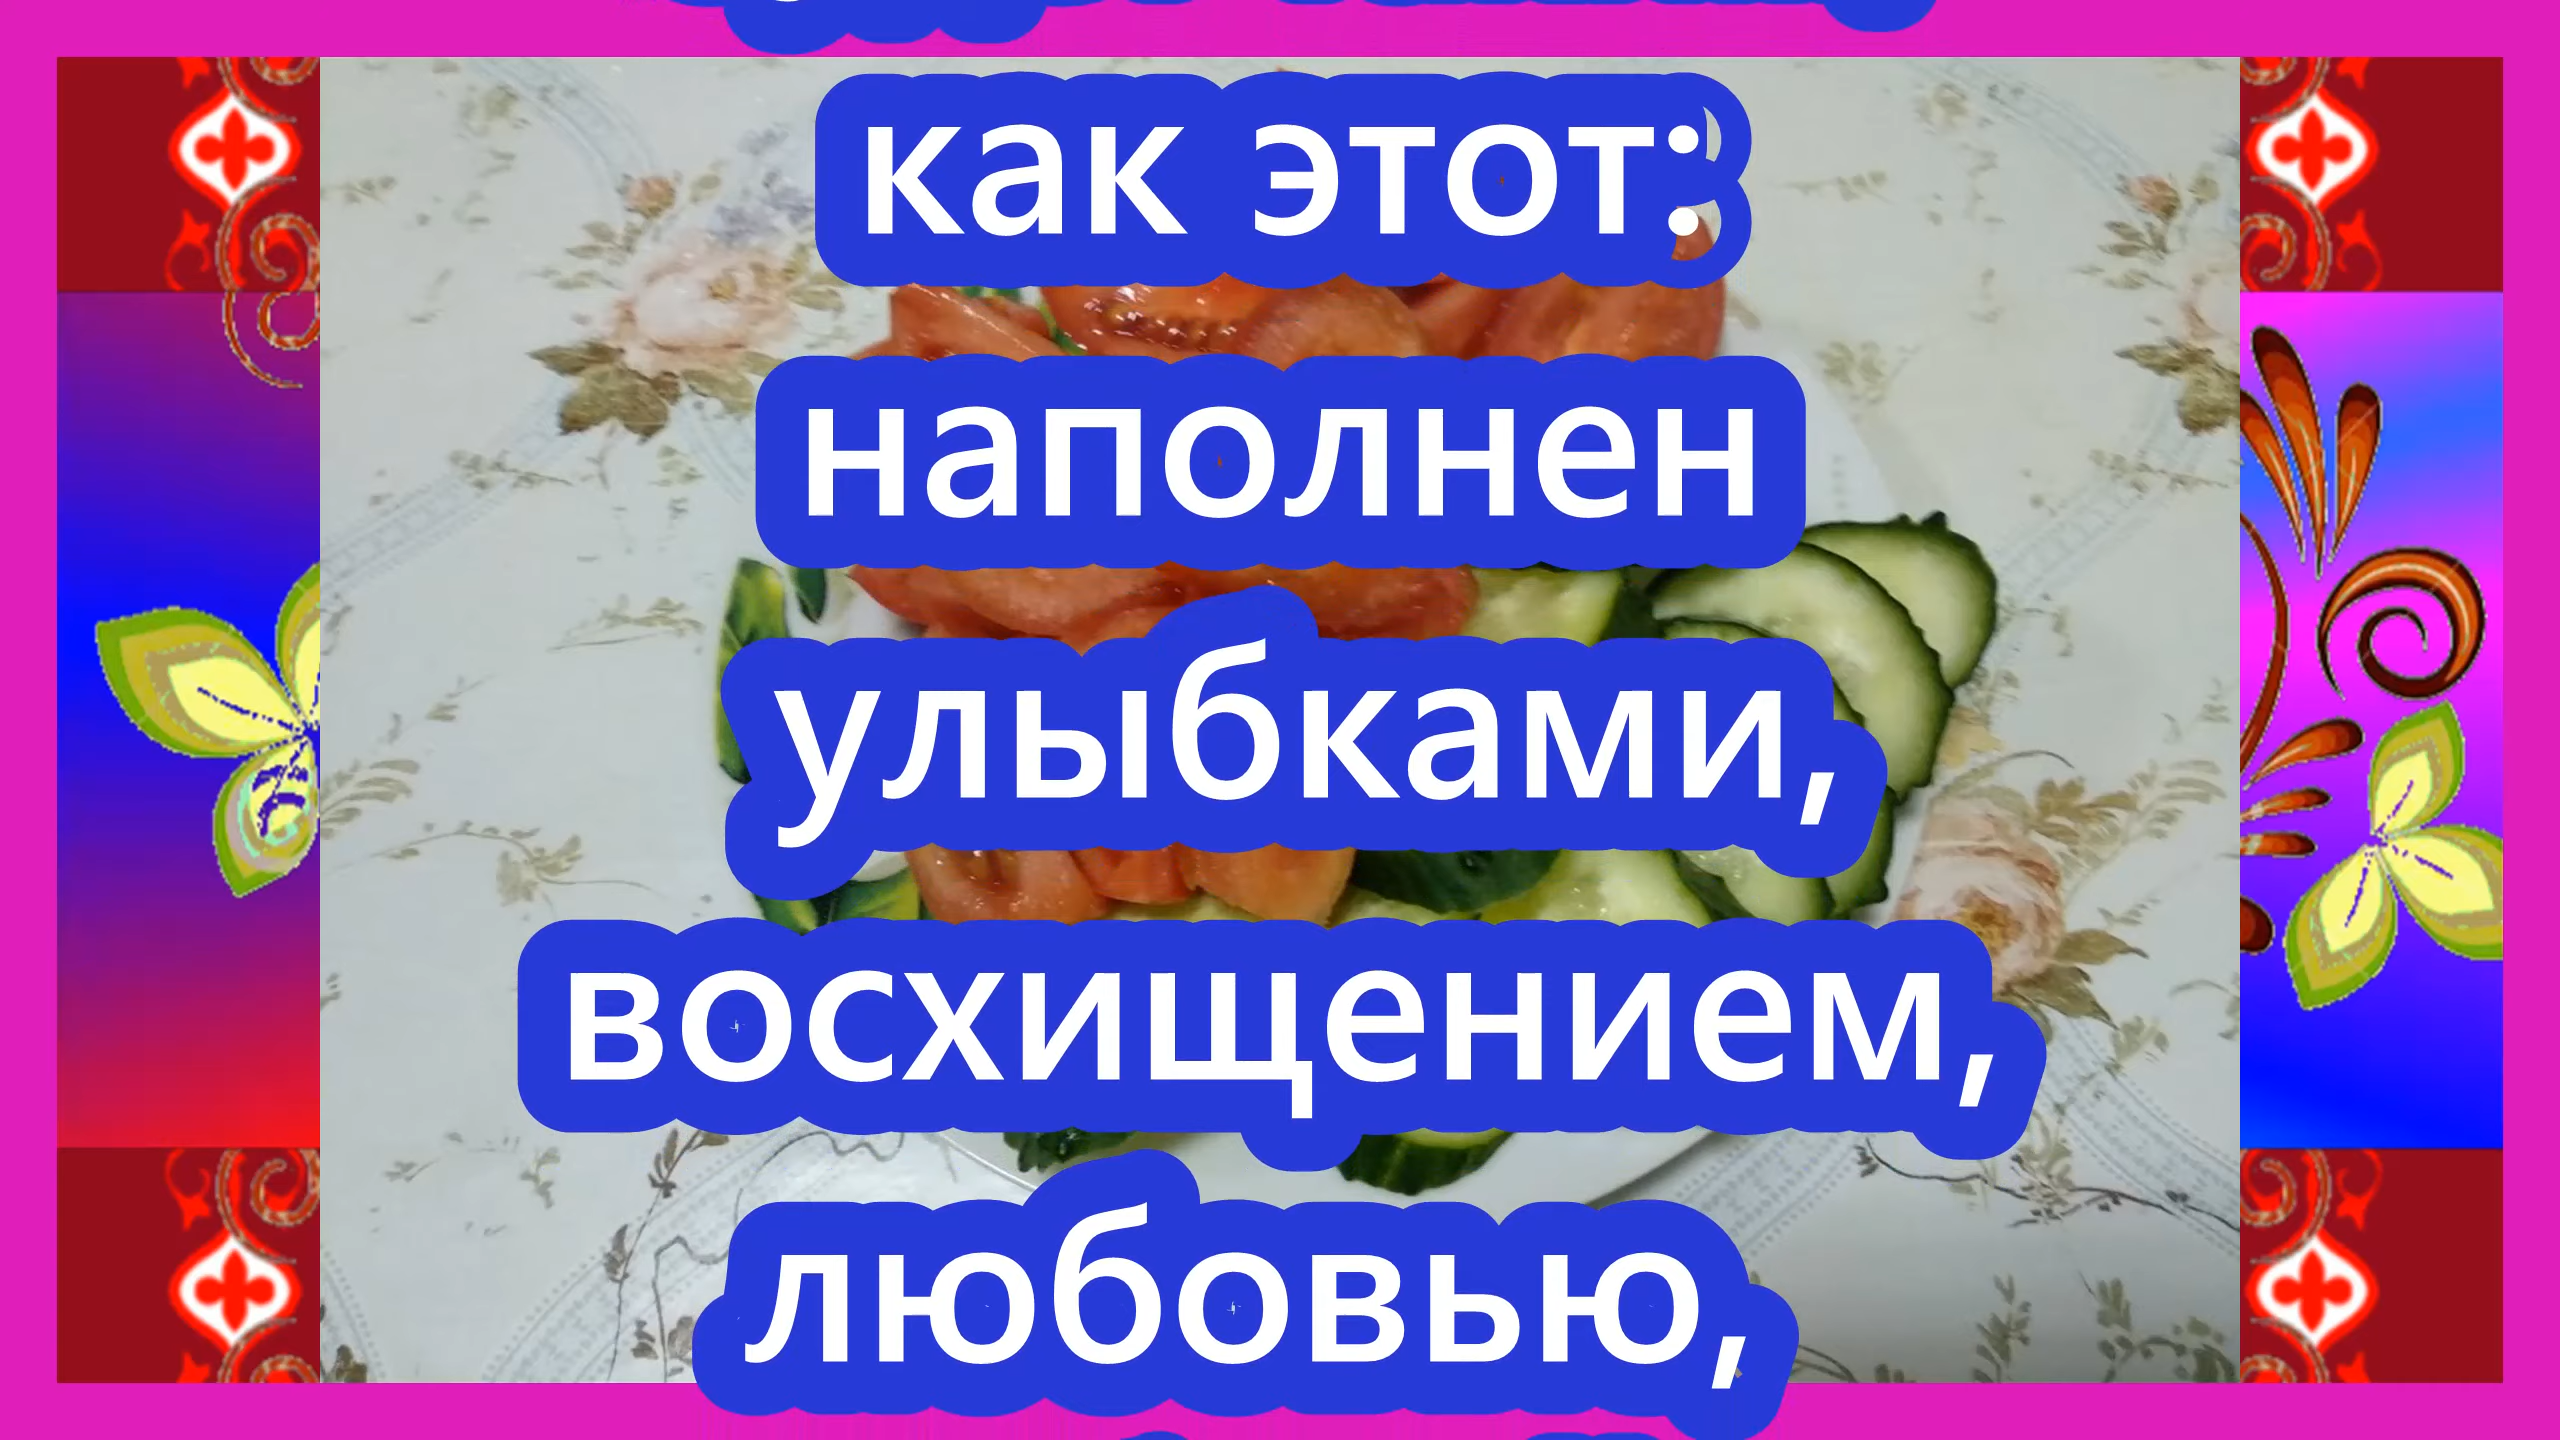 как этот:
наполнен
улыбками,
восхищением,
любовью,